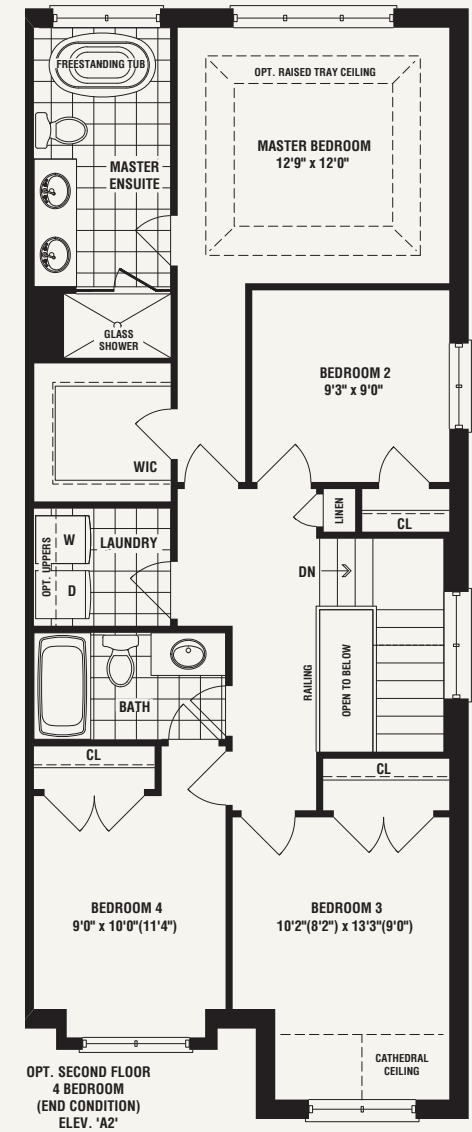 FREESTANDING TUB
OPT. RAISED TRAY CEILING
MASTER BEDROOM
12'9" x 12'0"
MASTER
ENSUITE
GLASS
SHOWER
BEDROOM 2
9'3" x 9'0"
WIC
LINEN
CL
OPT. UPPERS
W
LAUNDRY
D
DN
RAILING
OPEN TO BELOW
BATH
CL
CL
BEDROOM 4
9'0" x 10'0"(11'4")
BEDROOM 3
10'2"(8'2") x 13'3"(9'0")
CATHEDRAL
CEILING
OPT. SECOND FLOOR
4 BEDROOM
(END CONDITION)
ELEV. 'A2'